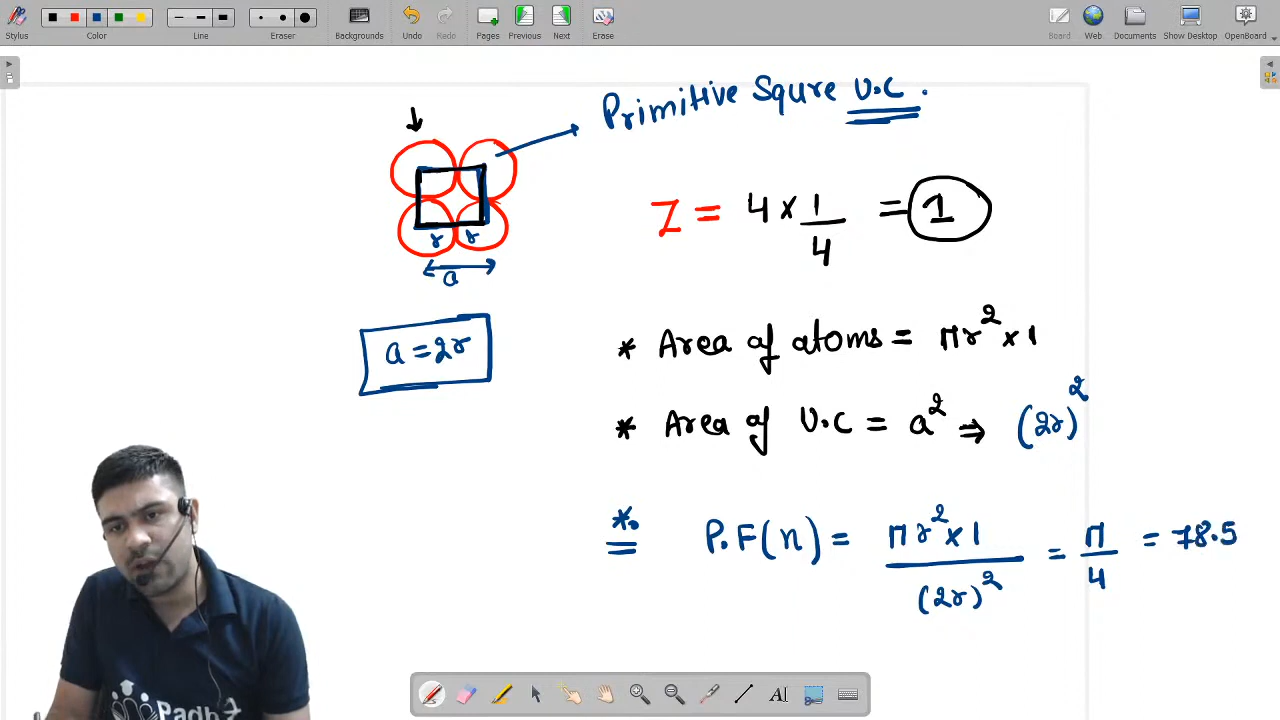 Stylus
Color
Line
Eraser
Backgrounds
Undo
Redo
Pages
Previous
Next
Erase
Board
Web
Documents
Show Desktop
OpenBoard
Primitive Squre U.C.
Z = 4 × 1/4 = 1
r r
a
a = 2r
* Area of atoms = πr² × 1
* Area of U.C = a² ⇒ (2r)²
*. P.F(n) = πr² × 1/(2r)² = π/4 = 78.5
AI
Padh